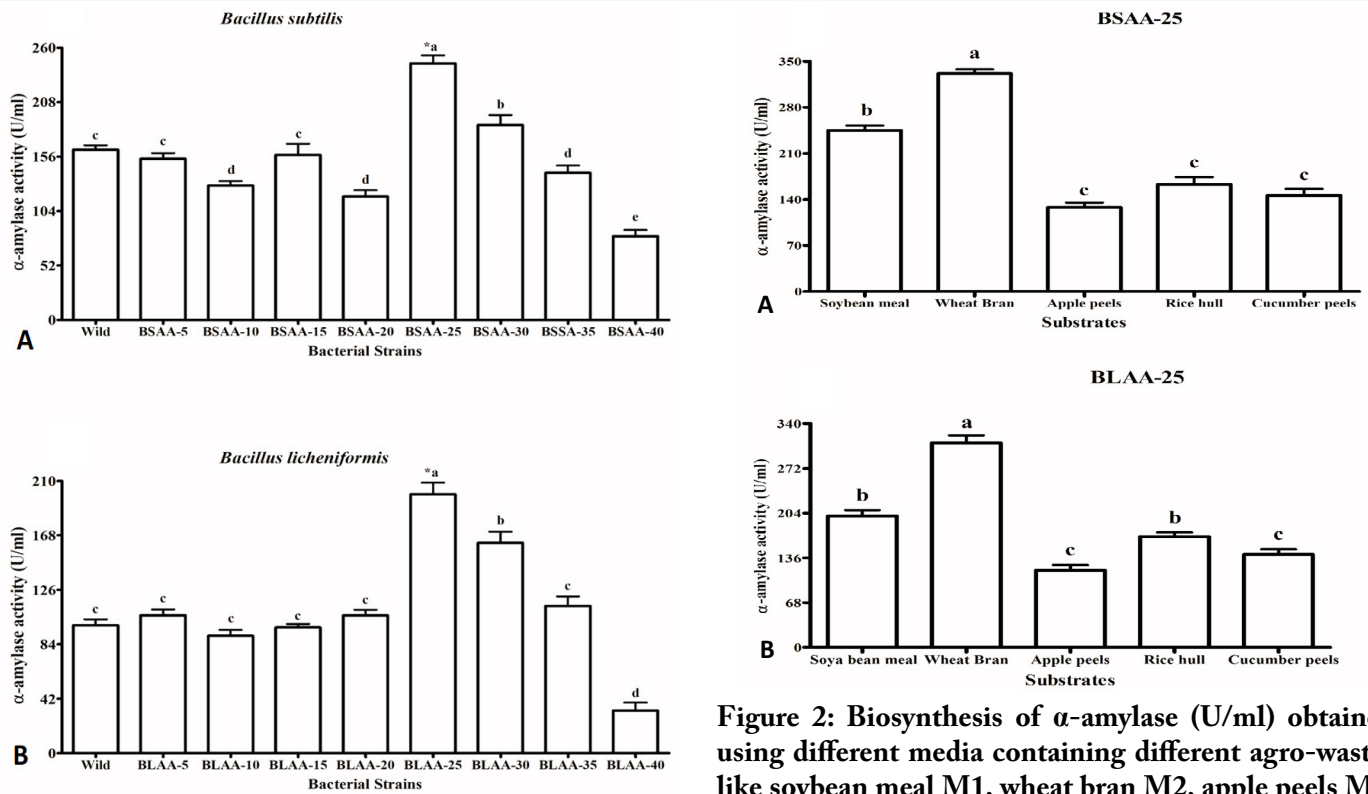 Bacillus subtilis
α-amylase activity (U/ml)
260
208
156
104
52
0
c
c
d
c
d
*a
b
d
e
Wild BSAA-5 BSAA-10 BSAA-15 BSAA-20 BSAA-25 BSAA-30 BSSA-35 BSAA-40
Bacterial Strains
A
Bacillus licheniformis
α-amylase activity (U/ml)
210
168
126
84
42
0
c
c
c
c
c
*a
b
c
d
Wild BLAA-5 BLAA-10 BLAA-15 BLAA-20 BLAA-25 BLAA-30 BLAA-35 BLAA-40
Bacterial Strains
B
BSAA-25
α-amylase activity (U/ml)
350
280
210
140
70
0
b
a
c
c
c
Soybean meal Wheat Bran Apple peels Rice hull Cucumber peels
Substrates
A
BLAA-25
α-amylase activity (U/ml)
340
272
204
136
68
0
b
a
c
b
c
Soya bean meal Wheat Bran Apple peels Rice hull Cucumber peels
Substrates
B
Figure 2: Biosynthesis of α-amylase (U/ml) obtaine
using different media containing different agro-wast
like soybean meal M1, wheat bran M2, apple peels M